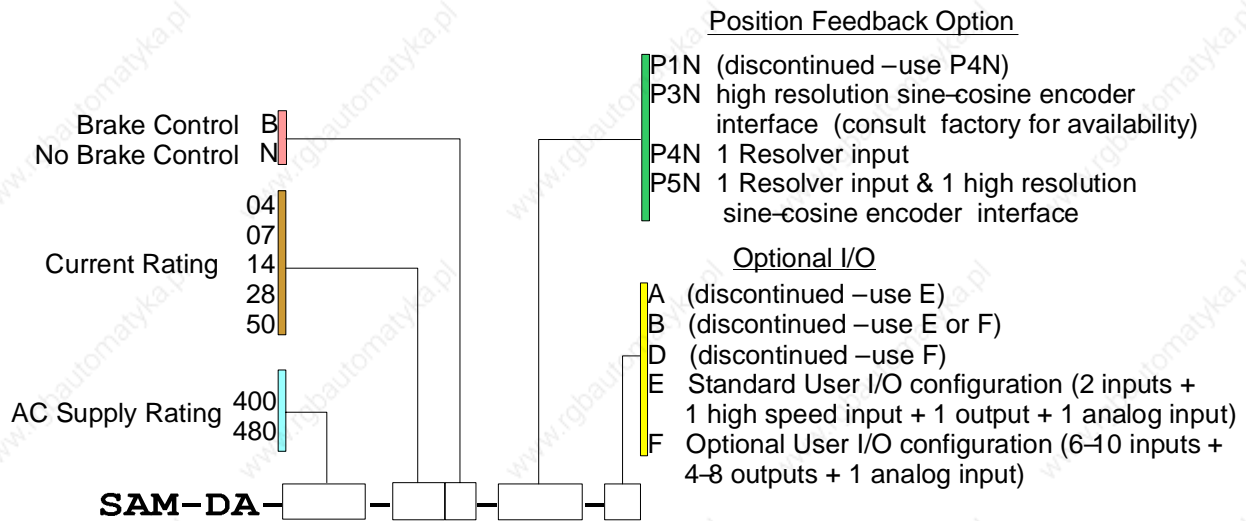 Position Feedback Option
P1N (discontinued –use P4N)
P3N high resolution sine–cosine encoder
interface (consult factory for availability)
P4N 1 Resolver input
P5N 1 Resolver input & 1 high resolution
sine–cosine encoder interface
Brake Control B
No Brake Control N
04
07
Current Rating 14
28
50
AC Supply Rating 400
480
Optional I/O
A (discontinued –use E)
B (discontinued –use E or F)
D (discontinued –use F)
E Standard User I/O configuration (2 inputs +
1 high speed input + 1 output + 1 analog input)
F Optional User I/O configuration (6–10 inputs +
4–8 outputs + 1 analog input)
SAM-DA- - - -
www.rgbautomatyka.pl